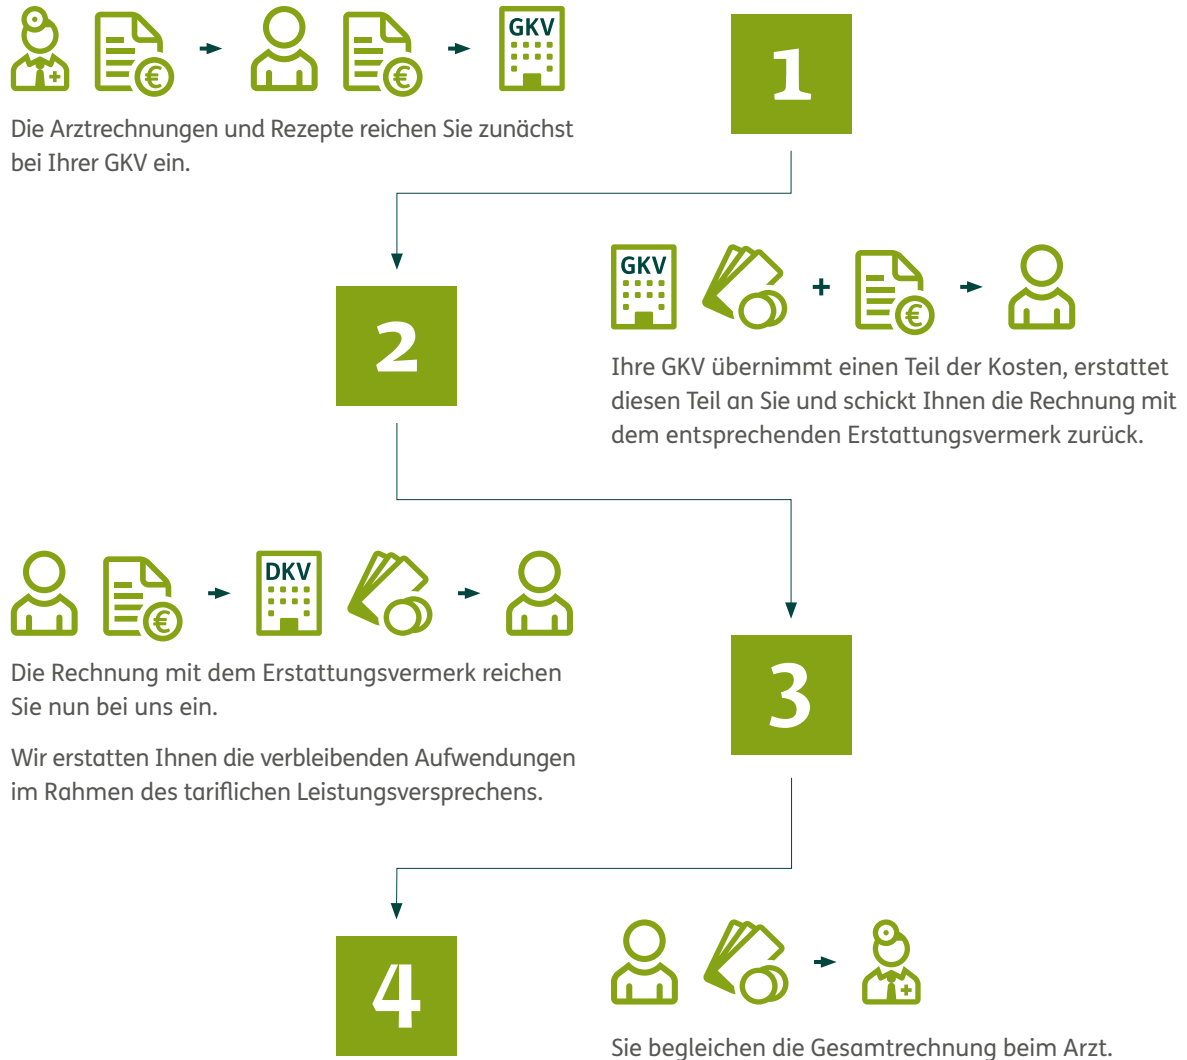 GKV
€
€
1
Die Arztrechnungen und Rezepte reichen Sie zunächst
bei Ihrer GKV ein.
2
GKV
+
€
Ihre GKV übernimmt einen Teil der Kosten, erstattet
diesen Teil an Sie und schickt Ihnen die Rechnung mit
dem entsprechenden Erstattungsvermerk zurück.
DKV
€
Die Rechnung mit dem Erstattungsvermerk reichen
Sie nun bei uns ein.
Wir erstatten Ihnen die verbleibenden Aufwendungen
im Rahmen des tariflichen Leistungsversprechens.
3
4
Sie begleichen die Gesamtrechnung beim Arzt.